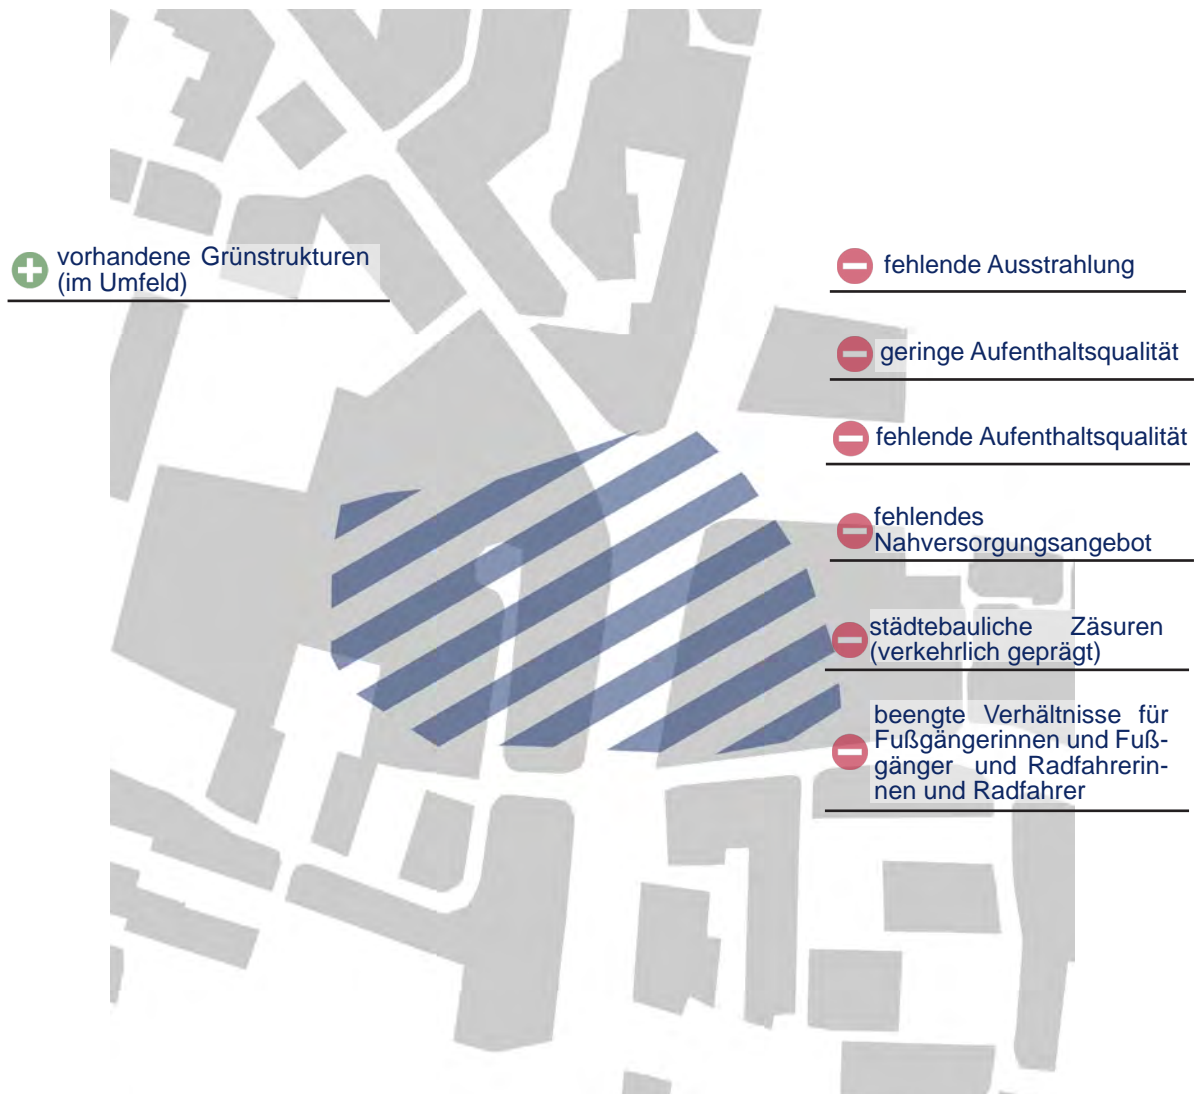 vorhandene Grünstrukturen
(im Umfeld)
fehlende Ausstrahlung
geringe Aufenthaltsqualität
fehlende Aufenthaltsqualität
fehlendes
Nahversorgungsangebot
städtebauliche Zäsuren
(verkehrlich geprägt)
beengte Verhältnisse für
Fußgängerinnen und Fuß-
gänger und Radfahrerin-
nen und Radfahrer